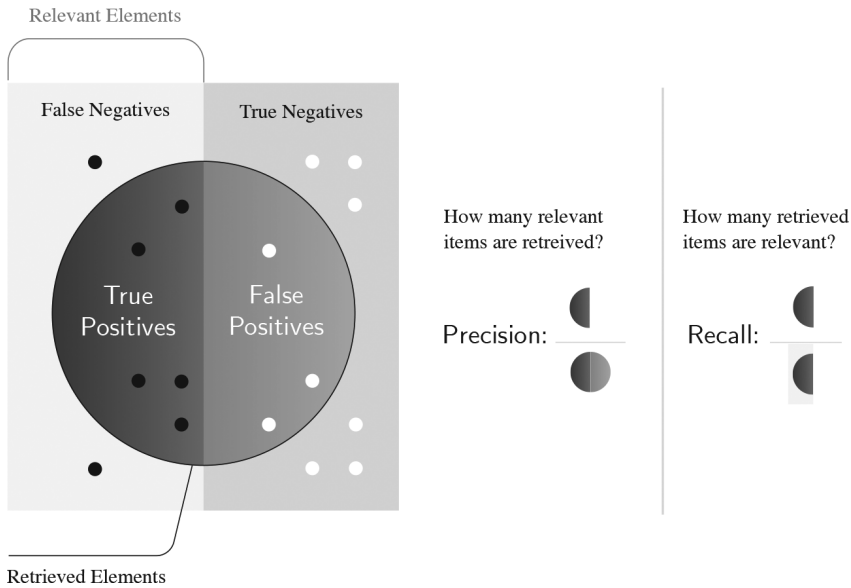 Relevant Elements
False Negatives
True Negatives
True
Positives
False
Positives
Retrieved Elements
How many relevant
items are retreived?
Precision:
How many retrieved
items are relevant?
Recall: